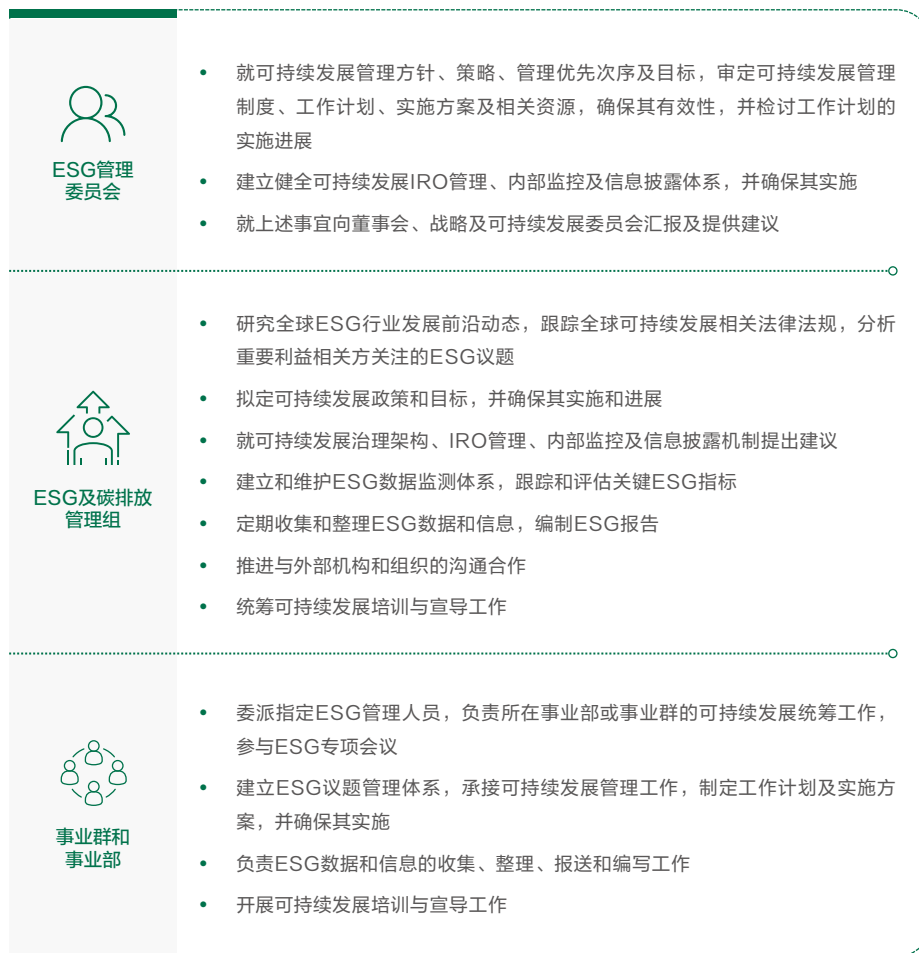 ESG管理
委员会
• 就可持续发展管理方针、策略、管理优先次序及目标，审定可持续发展管理
制度、工作计划、实施方案及相关资源，确保其有效性，并检讨工作计划的
实施进展
• 建立健全可持续发展IRO管理、内部监控及信息披露体系，并确保其实施
• 就上述事宜向董事会、战略及可持续发展委员会汇报及提供建议
ESG及碳排放
管理组
• 研究全球ESG行业发展前沿动态，跟踪全球可持续发展相关法律法规，分析
重要利益相关方关注的ESG议题
• 拟定可持续发展政策和目标，并确保其实施和进展
• 就可持续发展治理架构、IRO管理、内部监控及信息披露机制提出建议
• 建立和维护ESG数据监测体系，跟踪和评估关键ESG指标
• 定期收集和整理ESG数据和信息，编制ESG报告
• 推进与外部机构和组织的沟通合作
• 统筹可持续发展培训与宣导工作
事业群和
事业部
• 委派指定ESG管理人员，负责所在事业部或事业群的可持续发展统筹工作，
参与ESG专项会议
• 建立ESG议题管理体系，承接可持续发展管理工作，制定工作计划及实施方
案，并确保其实施
• 负责ESG数据和信息的收集、整理、报送和编写工作
• 开展可持续发展培训与宣导工作